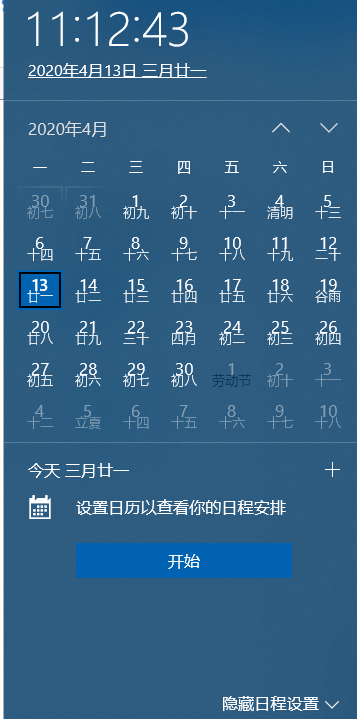 11:12:43
2020年4月13日 三月廿一
2020年4月
一 二 三 四 五 六 日
30 31 1 2 3 4 5
初七 初八 初九 初十 十一 清明 十三
6 7 8 9 10 11 12
十四 十五 十六 十七 十八 十九 二十
13 14 15 16 17 18 19
廿一 廿二 廿三 廿四 廿五 廿六 谷雨
20 21 22 23 24 25 26
廿八 廿九 三十 四月 初二 初三 初四
27 28 29 30 1 2 3
初五 初六 初七 初八 劳动节 初十 十一
4 5 6 7 8 9 10
十二 立夏 十四 十五 十六 十七 十八
今天 三月廿一
设置日历以查看你的日程安排
开始
隐藏日程设置